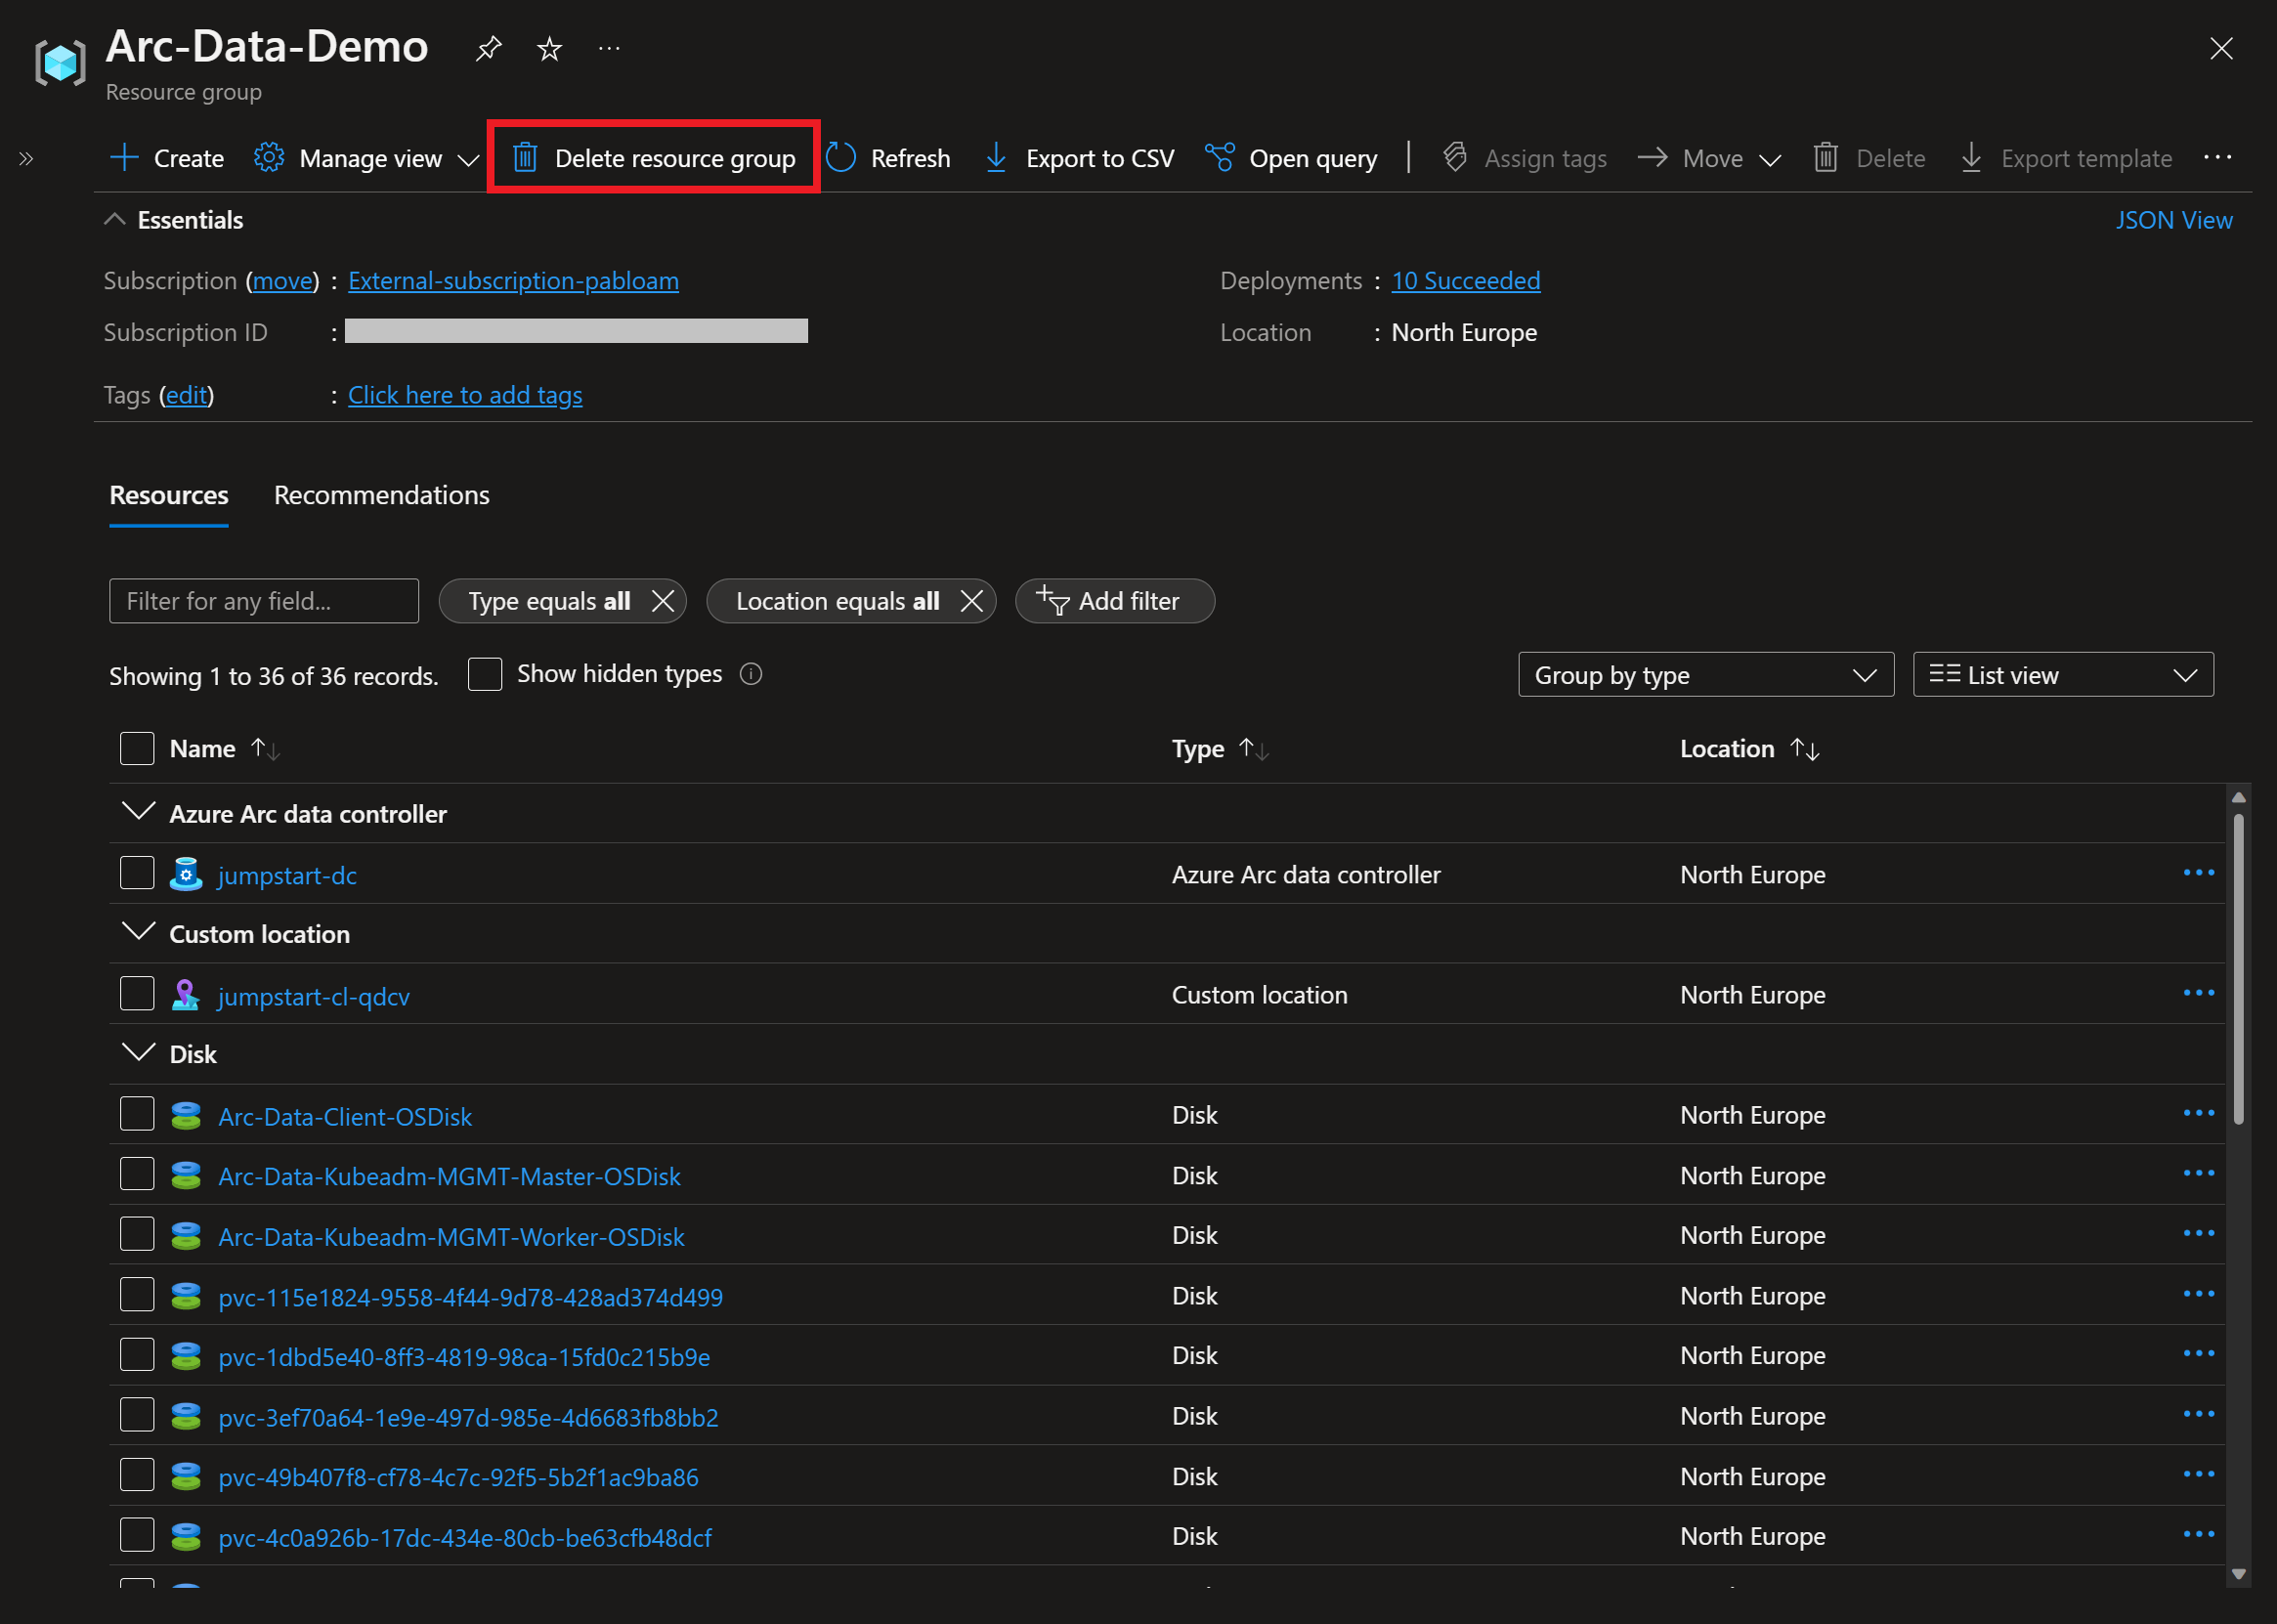 Arc-Data-Demo
Resource group
Create Manage view Delete resource group Refresh Export to CSV Open query Assign tags Move Delete Export template
Essentials JSON View
Subscription (move) : External-subscription-pabloam Deployments : 10 Succeeded
Subscription ID : Location : North Europe
Tags (edit) : Click here to add tags
Resources Recommendations
Filter for any field... Type equals all Location equals all Add filter
Showing 1 to 36 of 36 records. Show hidden types Group by type List view
Name Type Location
Azure Arc data controller
jumpstart-dc Azure Arc data controller North Europe
Custom location
jumpstart-cl-qdcv Custom location North Europe
Disk
Arc-Data-Client-OSDisk Disk North Europe
Arc-Data-Kubeadm-MGMT-Master-OSDisk Disk North Europe
Arc-Data-Kubeadm-MGMT-Worker-OSDisk Disk North Europe
pvc-115e1824-9558-4f44-9d78-428ad374d499 Disk North Europe
pvc-1dbd5e40-8ff3-4819-98ca-15fd0c215b9e Disk North Europe
pvc-3ef70a64-1e9e-497d-985e-4d6683fb8bb2 Disk North Europe
pvc-49b407f8-cf78-4c7c-92f5-5b2f1ac9ba86 Disk North Europe
pvc-4c0a926b-17dc-434e-80cb-be63cfb48dcf Disk North Europe